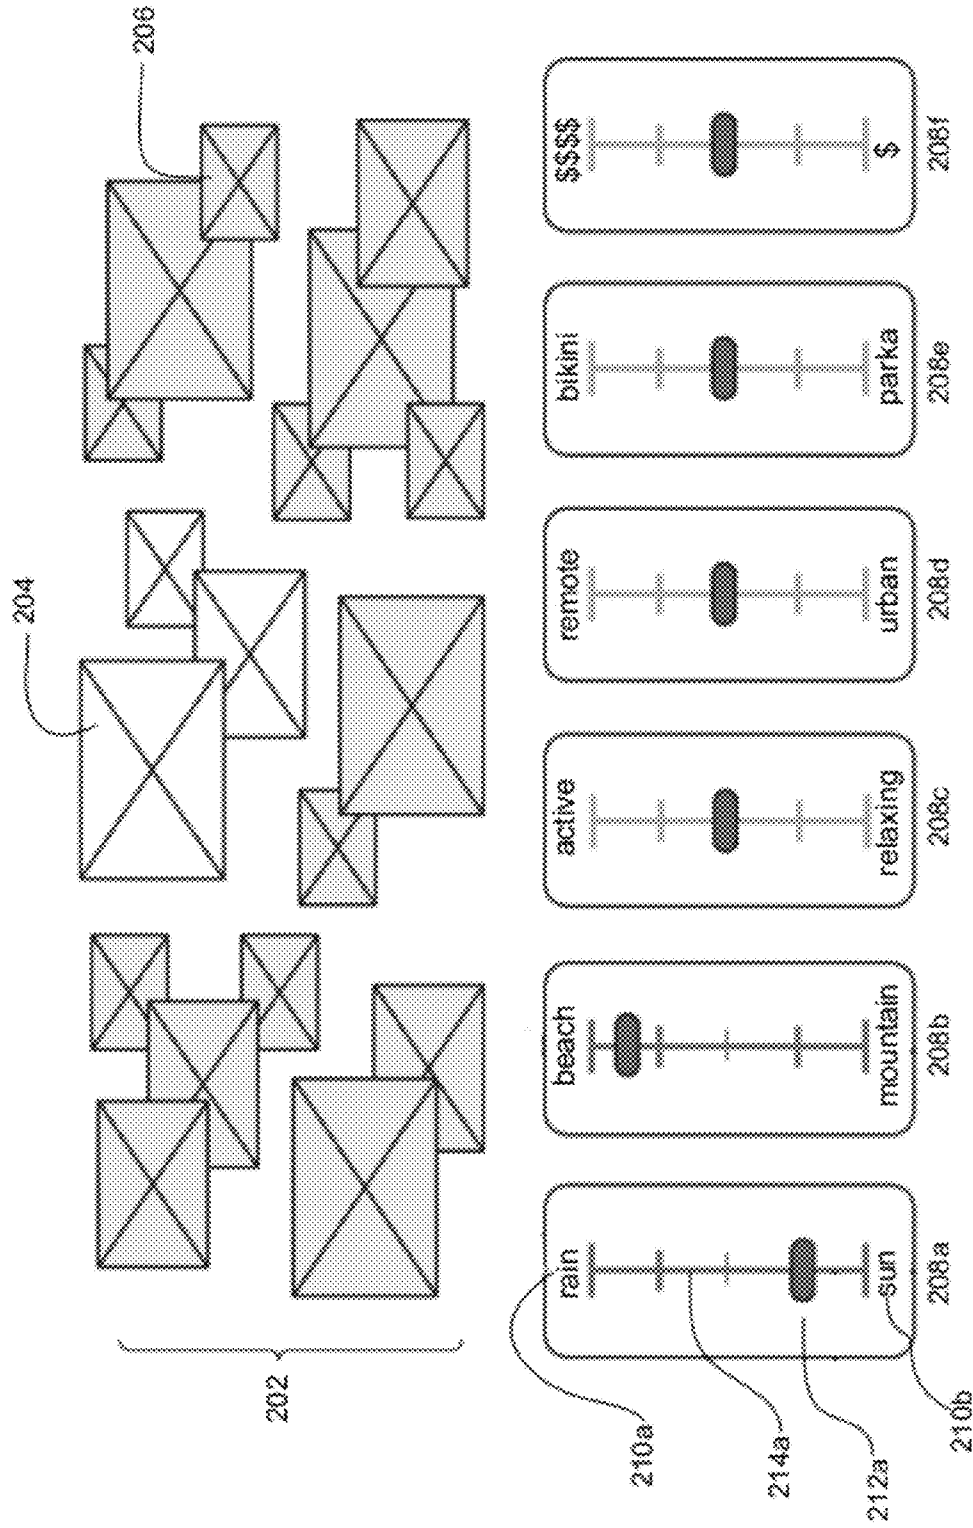 206
204
202
rain
beach
active
remote
bikini
$$$$
sun
mountain
relaxing
urban
parka
$
208a
208b
208c
208d
208e
208f
210a
214a
212a
210b